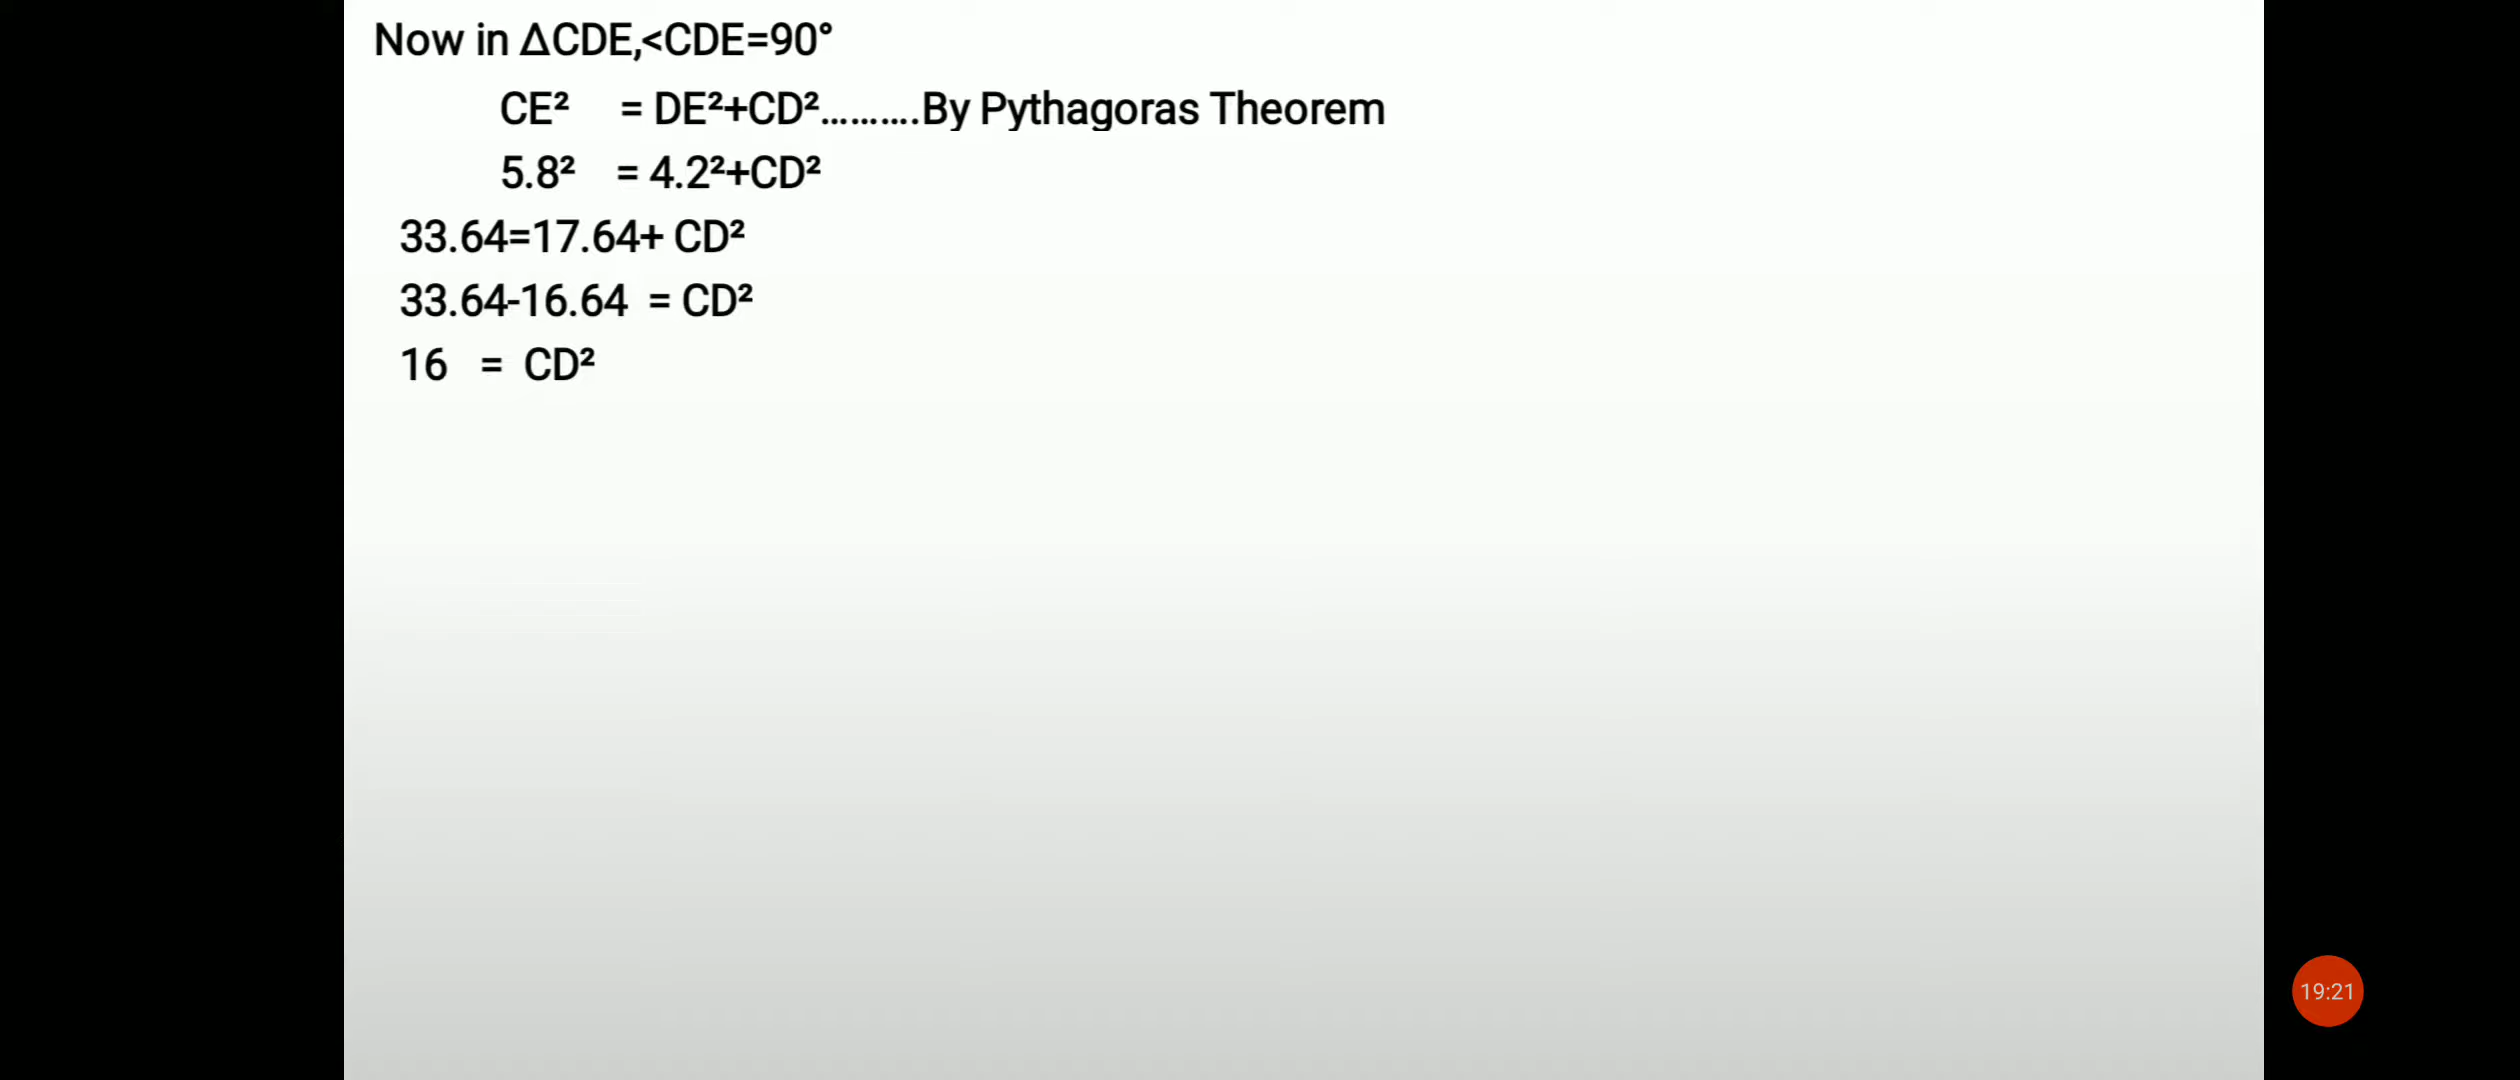 Now in ΔCDE,<CDE=90°
CE² = DE²+CD²..........By Pythagoras Theorem
5.8² = 4.2²+CD²
33.64=17.64+ CD²
33.64-16.64 = CD²
16 = CD²
19:21